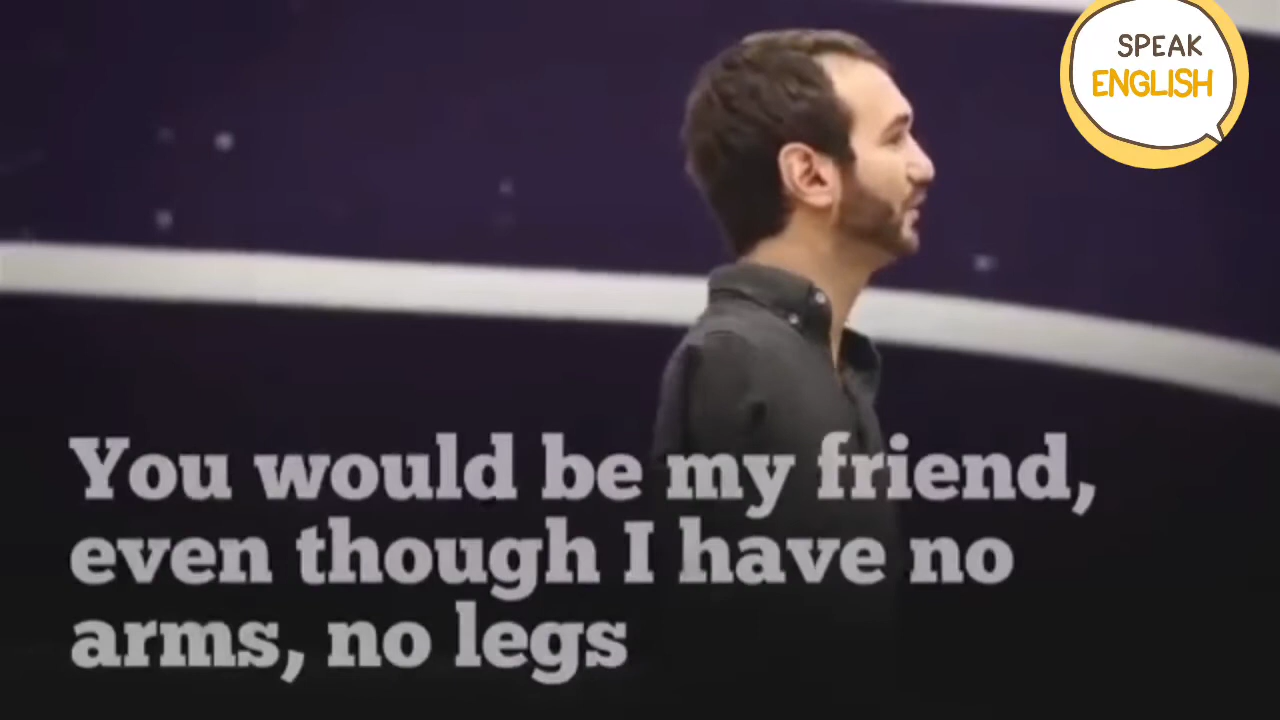 SPEAK
ENGLISH
You would be my friend,
even though I have no
arms, no legs